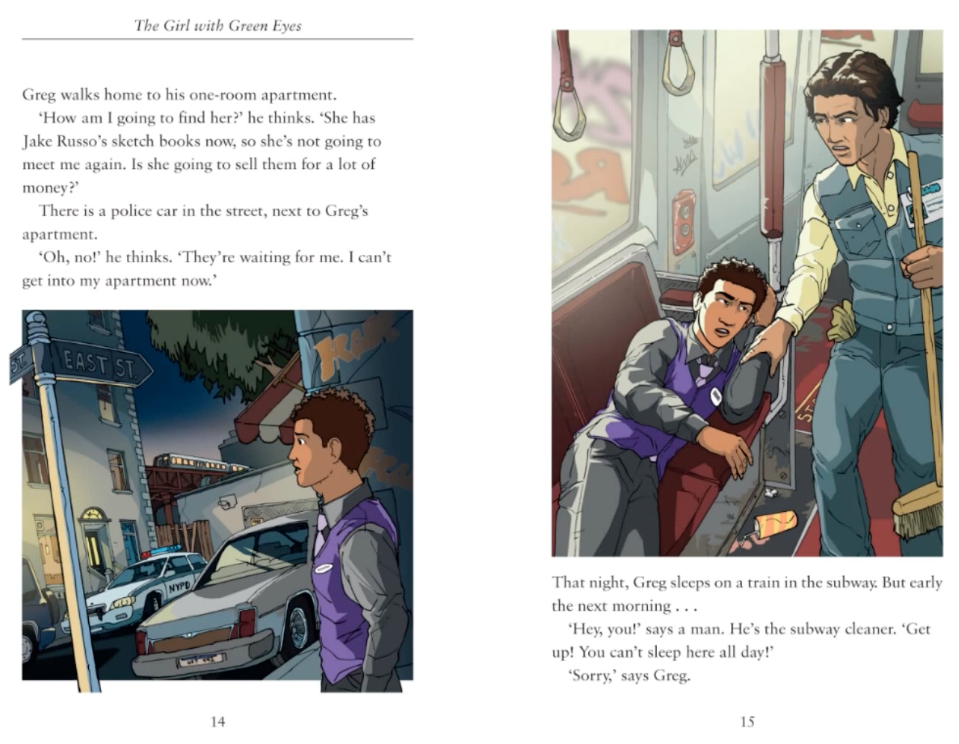 The Girl with Green Eyes
Greg walks home to his one-room apartment.
‘How am I going to find her?’ he thinks. ‘She has
Jake Russo’s sketch books now, so she’s not going to
meet me again. Is she going to sell them for a lot of
money?’
There is a police car in the street, next to Greg’s
apartment.
‘Oh, no!’ he thinks. ‘They’re waiting for me. I can’t
get into my apartment now.’
ST.
EAST ST.
NYPD
14
That night, Greg sleeps on a train in the subway. But early
the next morning . . .
‘Hey, you!’ says a man. He’s the subway cleaner. ‘Get
up! You can’t sleep here all day!’
‘Sorry,’ says Greg.
15